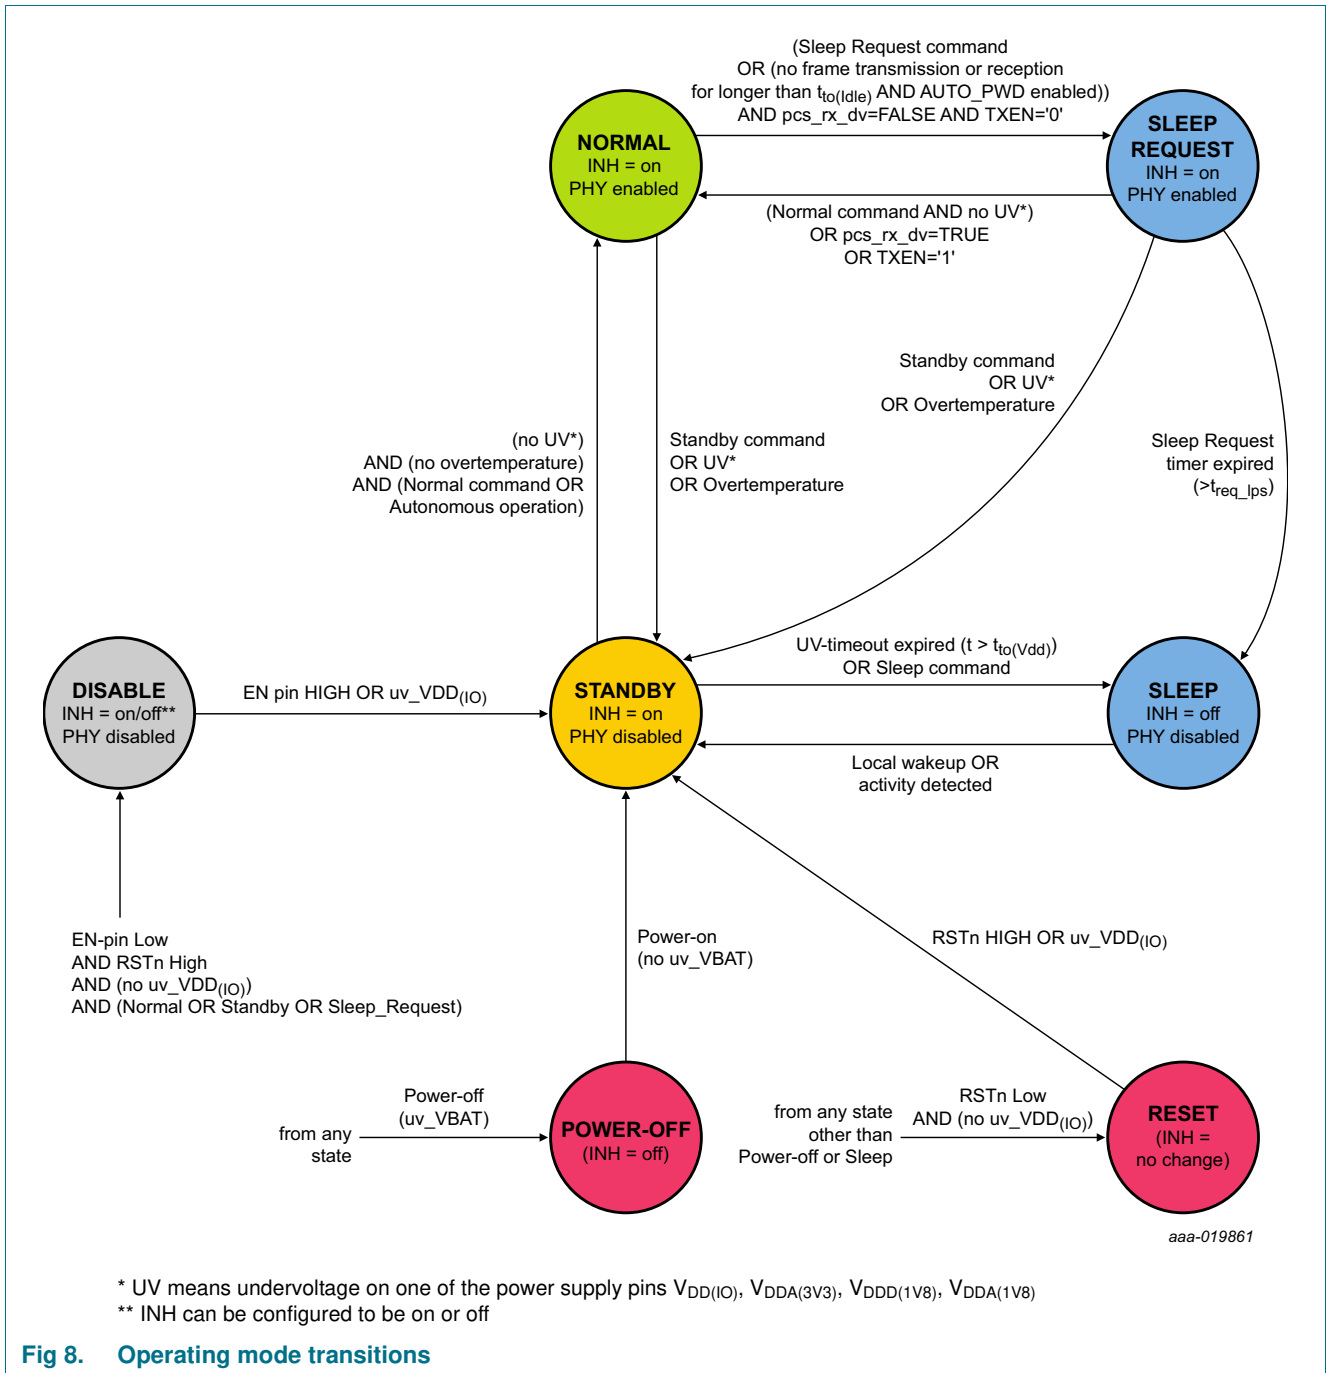 (Sleep Request command
OR (no frame transmission or reception
for longer than tto(Idle) AND AUTO_PWD enabled))
AND pcs_rx_dv=FALSE AND TXEN='0'
NORMAL
INH = on
PHY enabled
SLEEP
REQUEST
INH = on
PHY enabled
(Normal command AND no UV*)
OR pcs_rx_dv=TRUE
OR TXEN='1'
Standby command
OR UV*
OR Overtemperature
(no UV*)
AND (no overtemperature)
AND (Normal command OR
Autonomous operation)
Standby command
OR UV*
OR Overtemperature
Sleep Request
timer expired
(>treq_lps)
DISABLE
INH = on/off**
PHY disabled
EN pin HIGH OR uv_VDD(IO)
STANDBY
INH = on
PHY disabled
UV-timeout expired (t > tto(Vdd))
OR Sleep command
SLEEP
INH = off
PHY disabled
Local wakeup OR
activity detected
EN-pin Low
AND RSTn High
AND (no uv_VDD(IO))
AND (Normal OR Standby OR Sleep_Request)
Power-on
(no uv_VBAT)
RSTn HIGH OR uv_VDD(IO)
from any
state
Power-off
(uv_VBAT)
POWER-OFF
(INH = off)
from any state
other than
Power-off or Sleep
RSTn Low
AND (no uv_VDD(IO))
RESET
(INH =
no change)
aaa-019861
* UV means undervoltage on one of the power supply pins VDD(IO), VDDA(3V3), VDDD(1V8), VDDA(1V8)
** INH can be configured to be on or off
Fig 8. Operating mode transitions